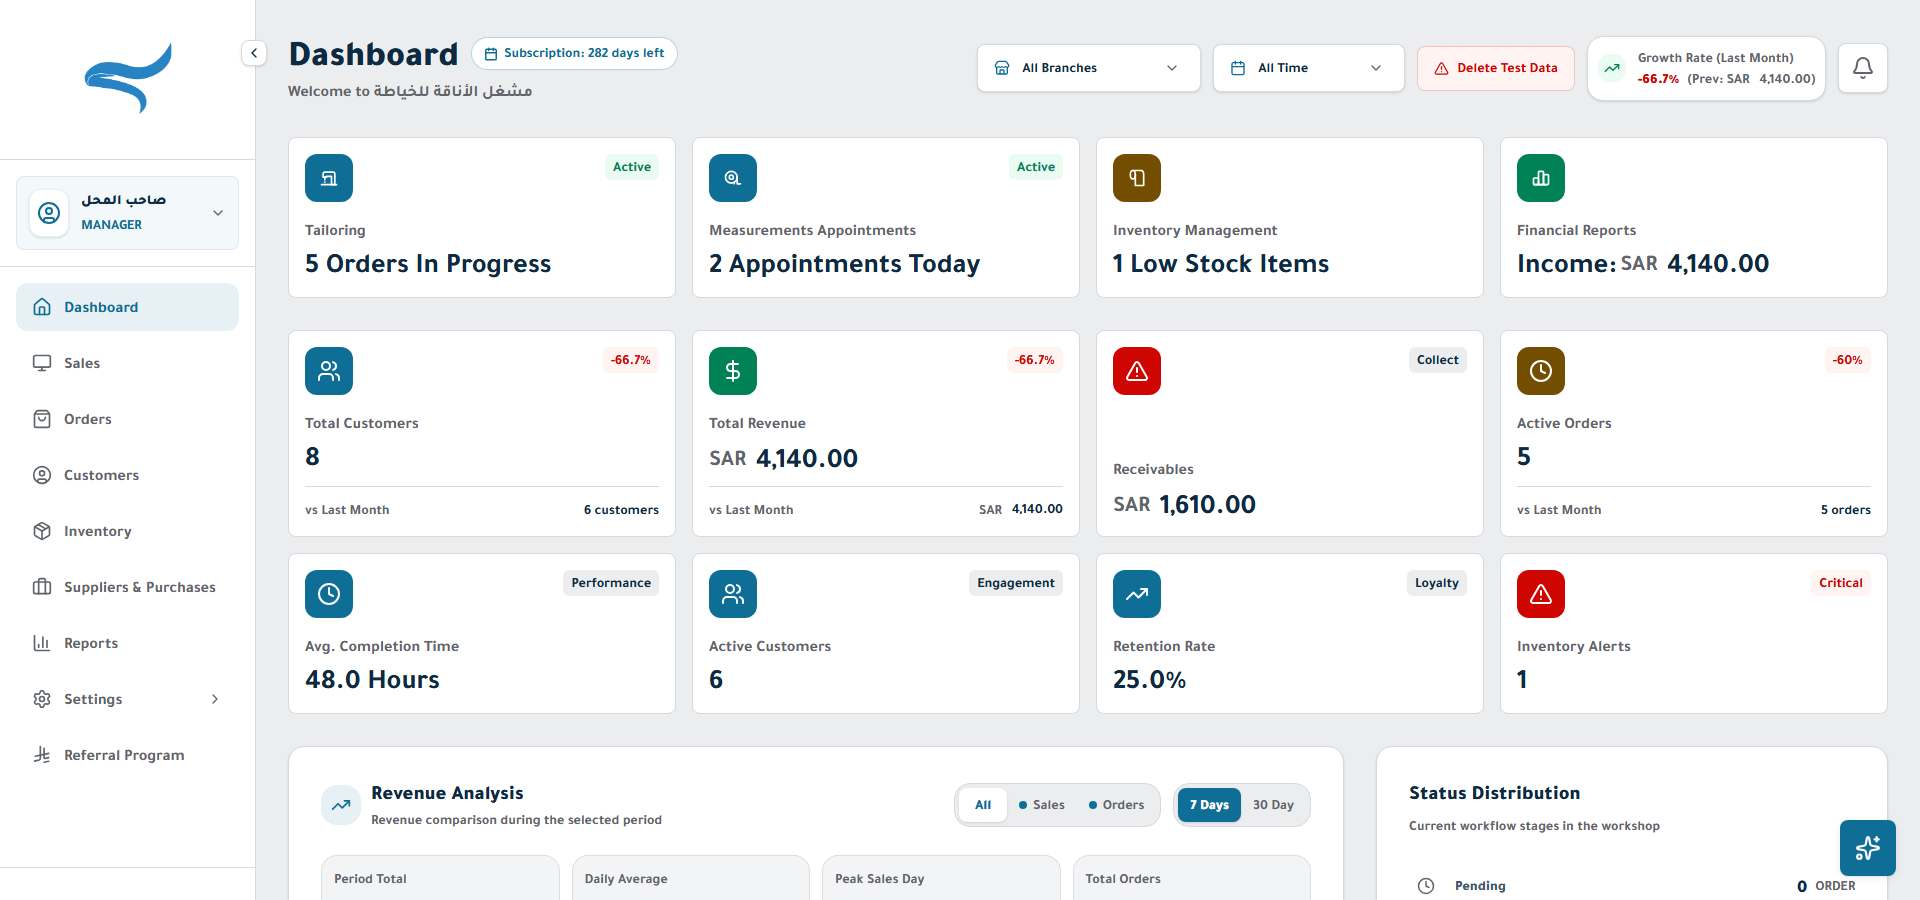 Dashboard
Subscription: 282 days left
Welcome to مشغل الأناقة للخياطة
All Branches
All Time
Delete Test Data
Growth Rate (Last Month)
-66.7% (Prev: SAR 4,140.00)
صاحب المحل
MANAGER
Dashboard
Sales
Orders
Customers
Inventory
Suppliers & Purchases
Reports
Settings
Referral Program
Active
Tailoring
5 Orders In Progress
Active
Measurements Appointments
2 Appointments Today
Inventory Management
1 Low Stock Items
Financial Reports
Income: SAR 4,140.00
-66.7%
Total Customers
8
vs Last Month 6 customers
-66.7%
Total Revenue
SAR 4,140.00
vs Last Month SAR 4,140.00
Collect
Receivables
SAR 1,610.00
-60%
Active Orders
5
vs Last Month 5 orders
Performance
Avg. Completion Time
48.0 Hours
Engagement
Active Customers
6
Loyalty
Retention Rate
25.0%
Critical
Inventory Alerts
1
Revenue Analysis
Revenue comparison during the selected period
All Sales Orders
7 Days 30 Day
Period Total
Daily Average
Peak Sales Day
Total Orders
Status Distribution
Current workflow stages in the workshop
Pending 0 ORDER